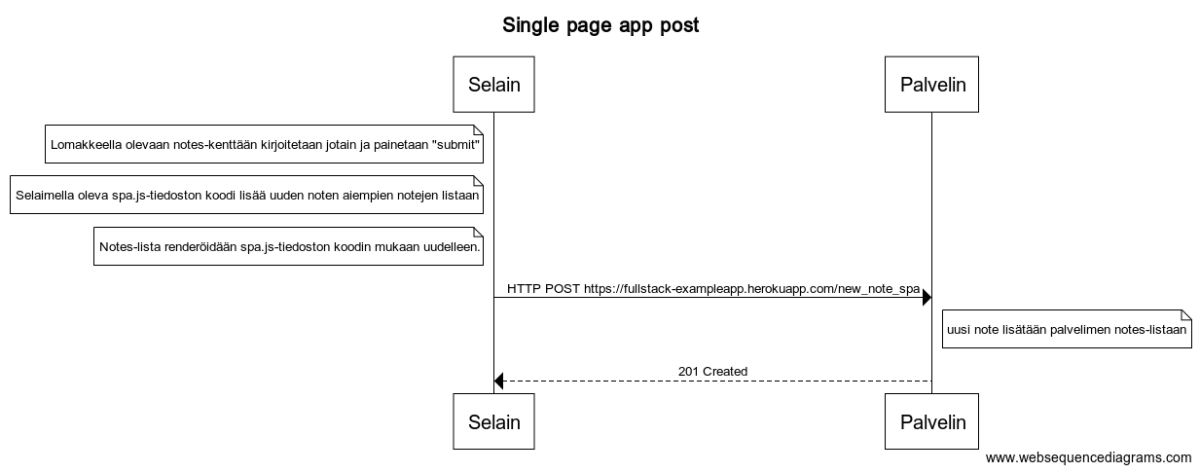 Single page app post
Selain
Palvelin
Lomakkeella olevaan notes-kenttään kirjoitetaan jotain ja painetaan "submit"
Selaimella oleva spa.js-tiedoston koodi lisää uuden noten aiempien notejen listaan
Notes-lista renderöidään spa.js-tiedoston koodin mukaan uudelleen.
HTTP POST https://fullstack-exampleapp.herokuapp.com/new_note_spa
uusi note lisätään palvelimen notes-listaan
201 Created
Selain
Palvelin
www.websequencediagrams.com